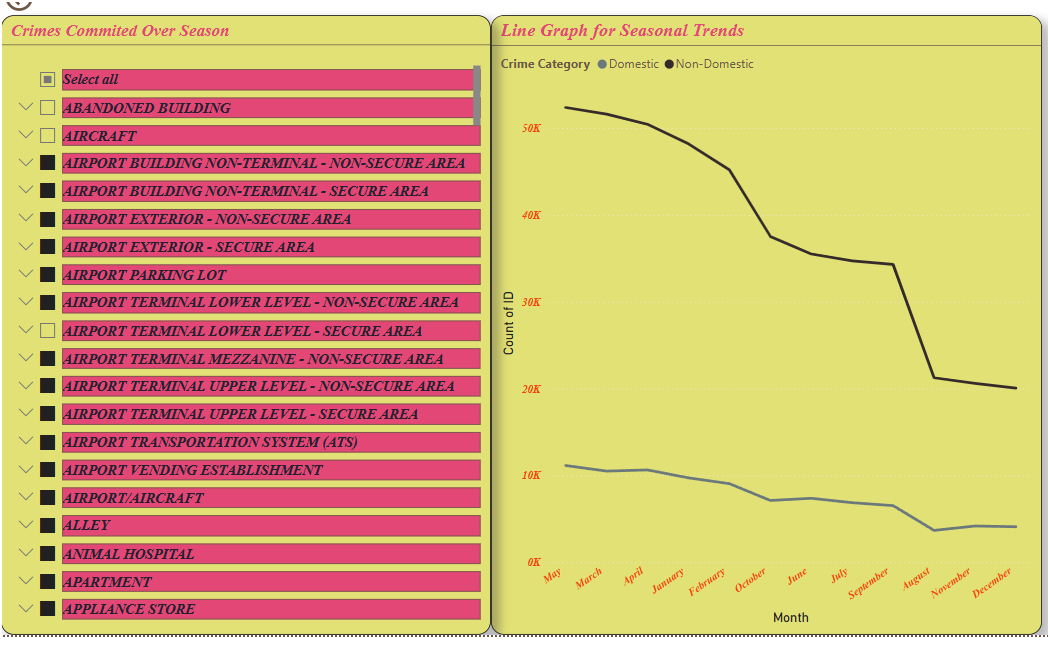 Crimes Commited Over Season
Select all
ABANDONED BUILDING
AIRCRAFT
AIRPORT BUILDING NON-TERMINAL - NON-SECURE AREA
AIRPORT BUILDING NON-TERMINAL - SECURE AREA
AIRPORT EXTERIOR - NON-SECURE AREA
AIRPORT EXTERIOR - SECURE AREA
AIRPORT PARKING LOT
AIRPORT TERMINAL LOWER LEVEL - NON-SECURE AREA
AIRPORT TERMINAL LOWER LEVEL - SECURE AREA
AIRPORT TERMINAL MEZZANINE - NON-SECURE AREA
AIRPORT TERMINAL UPPER LEVEL - NON-SECURE AREA
AIRPORT TERMINAL UPPER LEVEL - SECURE AREA
AIRPORT TRANSPORTATION SYSTEM (ATS)
AIRPORT VENDING ESTABLISHMENT
AIRPORT/AIRCRAFT
ALLEY
ANIMAL HOSPITAL
APARTMENT
APPLIANCE STORE
Line Graph for Seasonal Trends
Crime Category Domestic Non-Domestic
50K
40K
30K
20K
10K
0K
Count of ID
May
March
April
January
February
October
June
July
September
August
November
December
Month